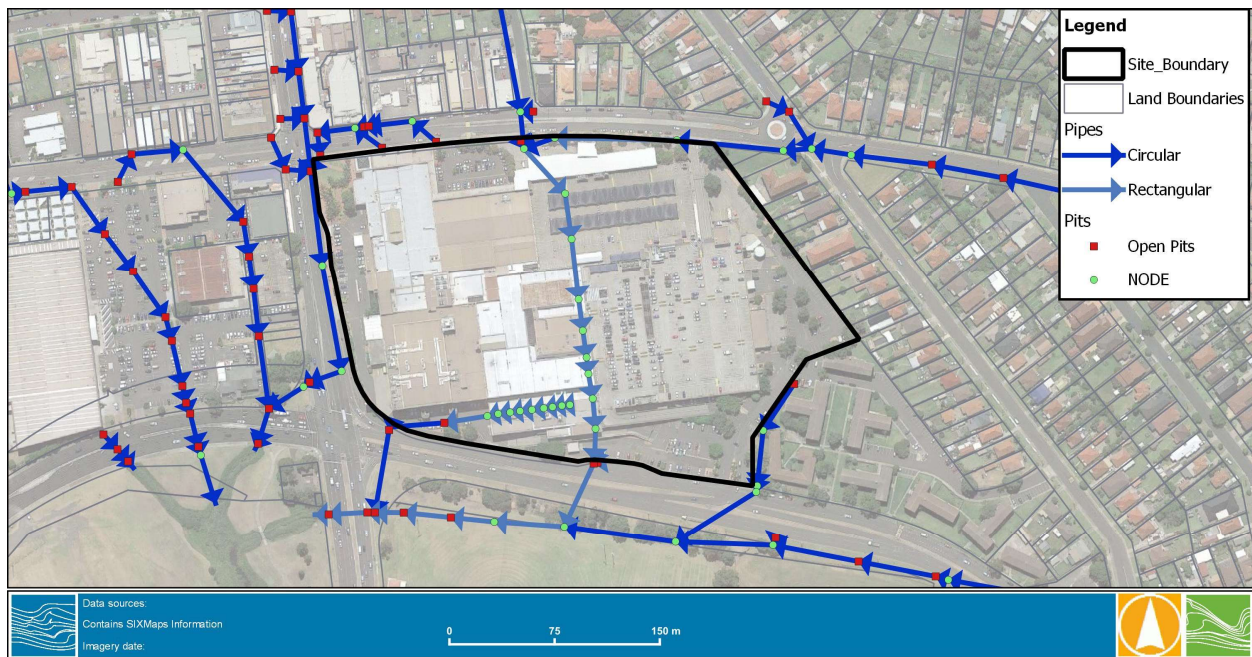 Legend
Site_Boundary
Land Boundaries
Pipes
Circular
Rectangular
Pits
Open Pits
NODE
Data sources:
Contains SIXMaps Information
Imagery date:
0 75 150 m